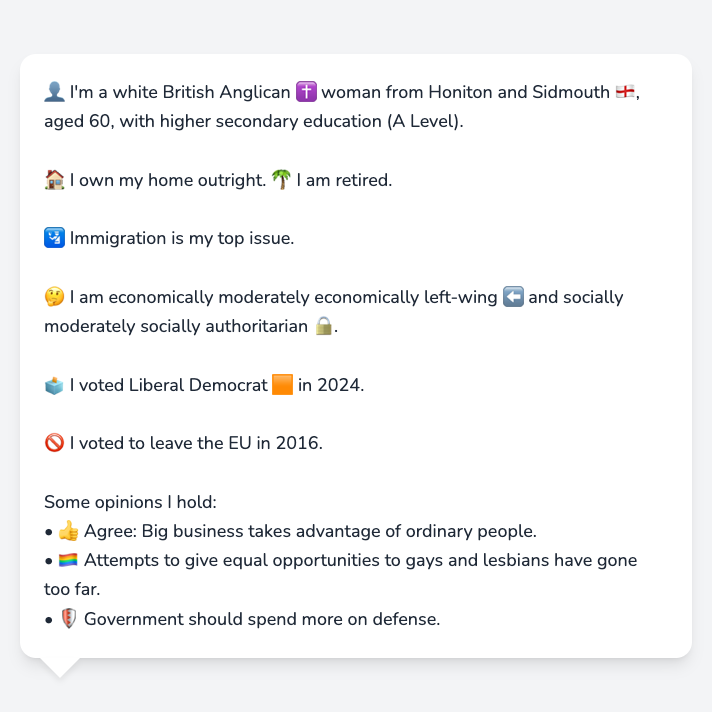 👤 I'm a white British Anglican ✝️ woman from Honiton and Sidmouth 🏴󠁧󠁢󠁥󠁮󠁧󠁿,
aged 60, with higher secondary education (A Level).
🏠 I own my home outright. 🌴 I am retired.
🛂 Immigration is my top issue.
🤔 I am economically moderately economically left-wing ⬅️ and socially
moderately socially authoritarian 🔒.
🗳️ I voted Liberal Democrat 🟧 in 2024.
🚫 I voted to leave the EU in 2016.
Some opinions I hold:
• 👍 Agree: Big business takes advantage of ordinary people.
• 🏳️‍🌈 Attempts to give equal opportunities to gays and lesbians have gone
too far.
• 🛡️ Government should spend more on defense.